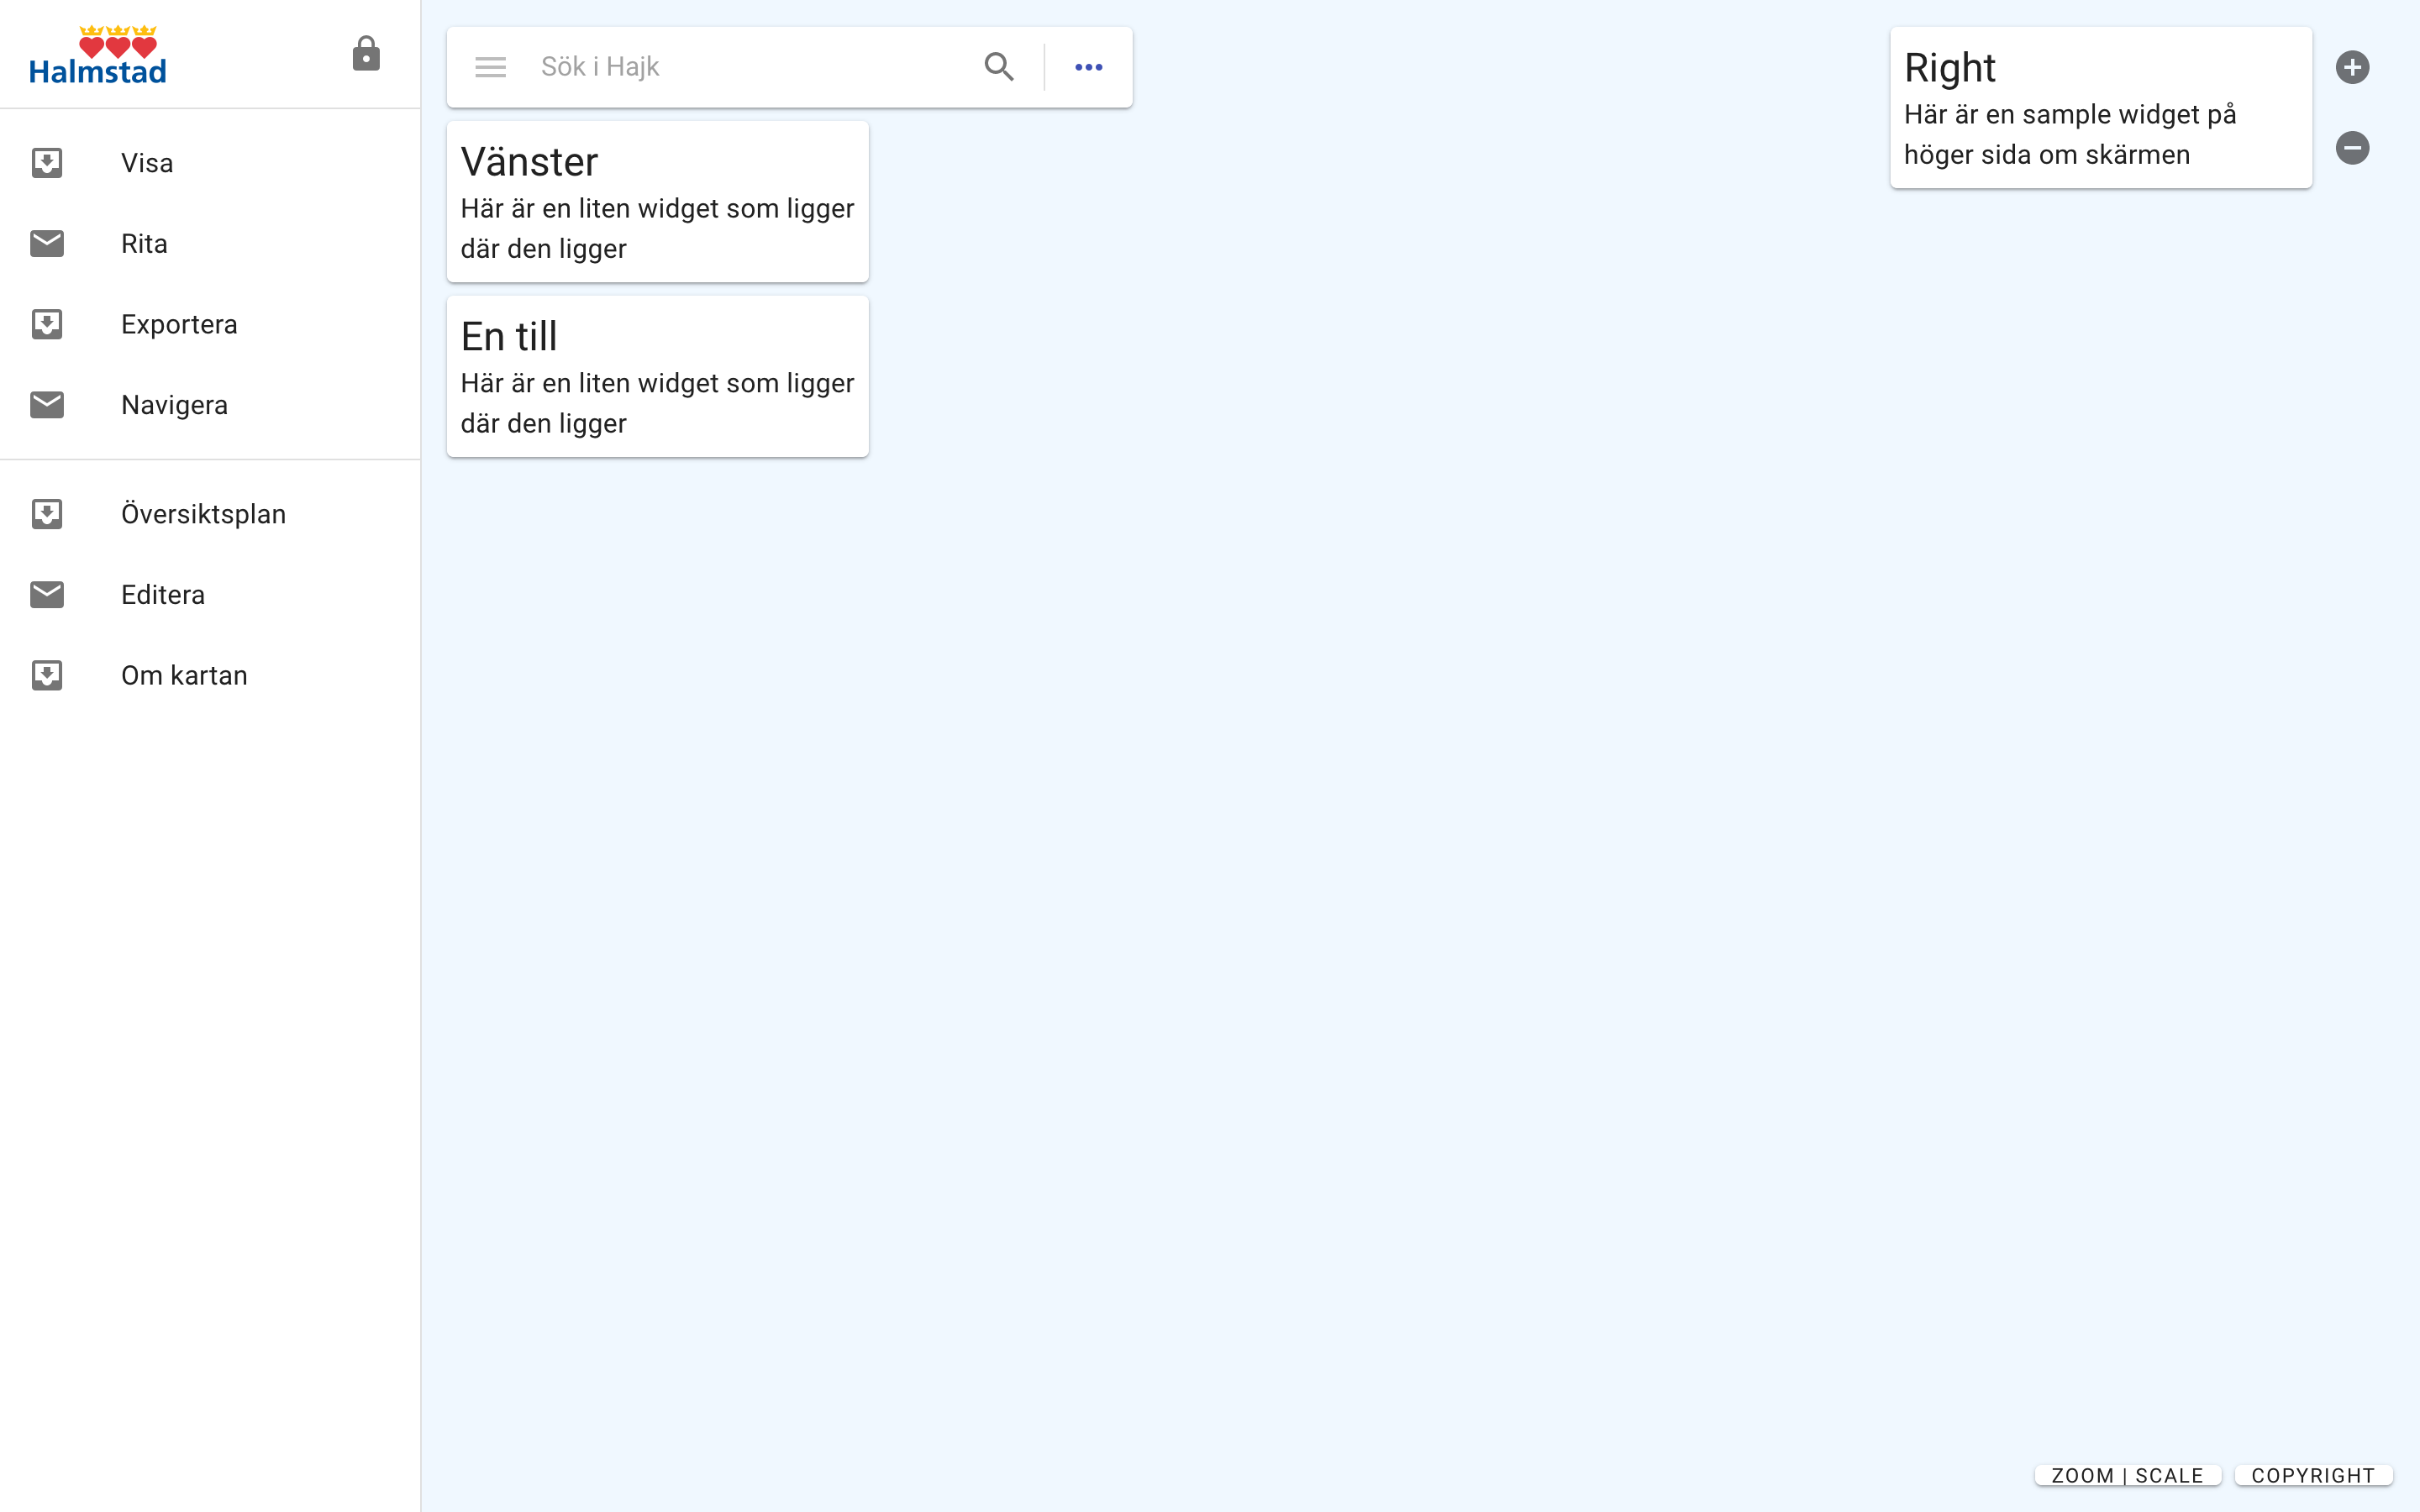 Halmstad
Visa
Rita
Exportera
Navigera
Översiktsplan
Editera
Om kartan
Sök i Hajk
Vänster
Här är en liten widget som ligger
där den ligger
En till
Här är en liten widget som ligger
där den ligger
Right
Här är en sample widget på
höger sida om skärmen
ZOOM | SCALE
COPYRIGHT